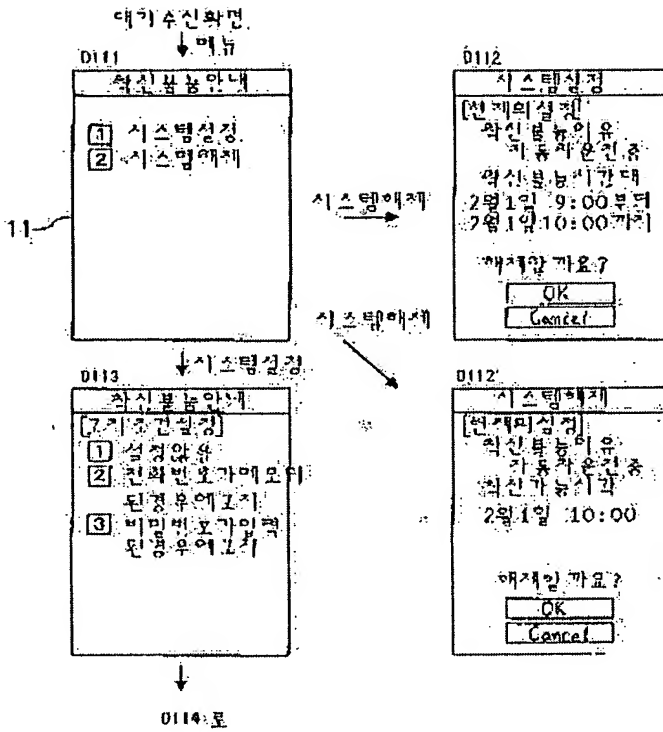 대기수신화면
메뉴
D111
착신불능안내
1 시스템설정
2 시스템해제
11
시스템해제
D112
시스템설정
[현재의설정]
착신불능이유
자동차운전중
착신불능시간대
2월1일 9:00부터
2월1일10:00까지
해제할까요?
OK
Cancel
시스템해제
시스템설정
D113
착신불능안내
[고지조건설정]
1 설정않음
2 전화번호가메모리
된경우에고지
3 비밀번호가입력
된경우에고지
D114로
D112'
시스템해제
[현재의설정]
착신불능이유
자동차운전중
착신가능시각
2월1일 10:00
해제할까요?
OK
Cancel